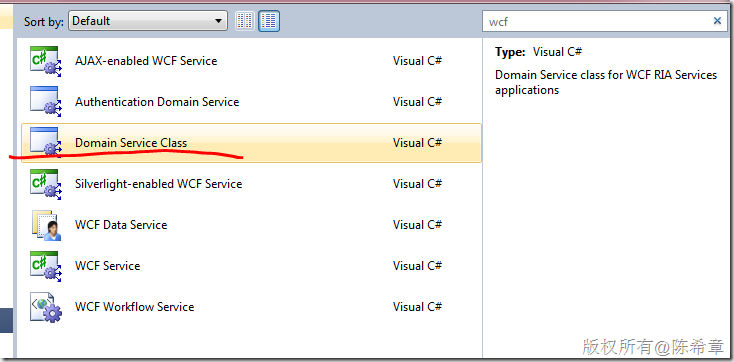 Sort by: Default
wcf
AJAX-enabled WCF Service Visual C#
Authentication Domain Service Visual C#
Domain Service Class Visual C#
Silverlight-enabled WCF Service Visual C#
WCF Data Service Visual C#
WCF Service Visual C#
WCF Workflow Service Visual C#
Type: Visual C#
Domain Service class for WCF RIA Services
applications
版权所有@陈希章